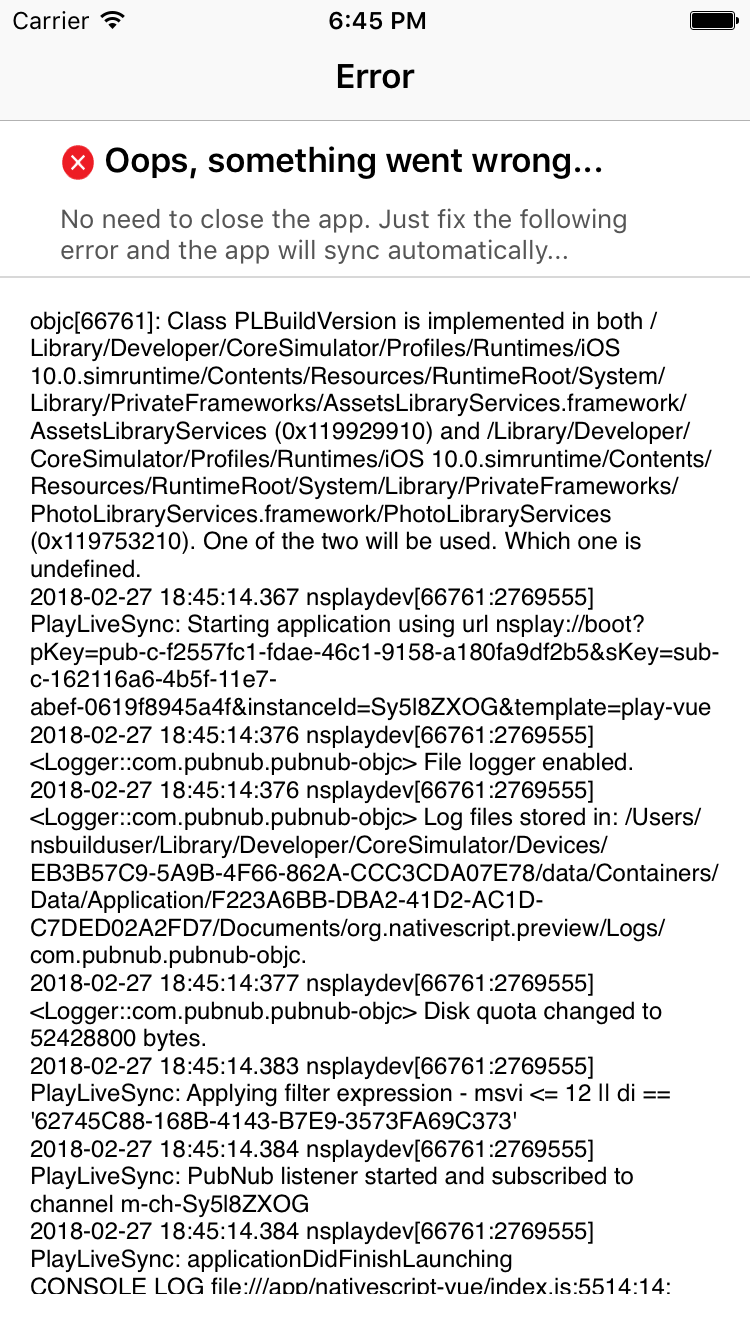 Carrier 6:45 PM
Error
Oops, something went wrong...
No need to close the app. Just fix the following
error and the app will sync automatically...
objc[66761]: Class PLBuildVersion is implemented in both /
Library/Developer/CoreSimulator/Profiles/Runtimes/iOS
10.0.simruntime/Contents/Resources/RuntimeRoot/System/
Library/PrivateFrameworks/AssetsLibraryServices.framework/
AssetsLibraryServices (0x119929910) and /Library/Developer/
CoreSimulator/Profiles/Runtimes/iOS 10.0.simruntime/Contents/
Resources/RuntimeRoot/System/Library/PrivateFrameworks/
PhotoLibraryServices.framework/PhotoLibraryServices
(0x119753210). One of the two will be used. Which one is
undefined.
2018-02-27 18:45:14.367 nsplaydev[66761:2769555]
PlayLiveSync: Starting application using url nsplay://boot?
pKey=pub-c-f2557fc1-fdae-46c1-9158-a180fa9df2b5&sKey=sub-
c-162116a6-4b5f-11e7-
abef-0619f8945a4f&instanceId=Sy5l8ZXOG&template=play-vue
2018-02-27 18:45:14:376 nsplaydev[66761:2769555]
<Logger::com.pubnub.pubnub-objc> File logger enabled.
2018-02-27 18:45:14:376 nsplaydev[66761:2769555]
<Logger::com.pubnub.pubnub-objc> Log files stored in: /Users/
nsbuilduser/Library/Developer/CoreSimulator/Devices/
EB3B57C9-5A9B-4F66-862A-CCC3CDA07E78/data/Containers/
Data/Application/F223A6BB-DBA2-41D2-AC1D-
C7DED02A2FD7/Documents/org.nativescript.preview/Logs/
com.pubnub.pubnub-objc.
2018-02-27 18:45:14:377 nsplaydev[66761:2769555]
<Logger::com.pubnub.pubnub-objc> Disk quota changed to
52428800 bytes.
2018-02-27 18:45:14.383 nsplaydev[66761:2769555]
PlayLiveSync: Applying filter expression - msvi <= 12 || di ==
'62745C88-168B-4143-B7E9-3573FA69C373'
2018-02-27 18:45:14.384 nsplaydev[66761:2769555]
PlayLiveSync: PubNub listener started and subscribed to
channel m-ch-Sy5l8ZXOG
2018-02-27 18:45:14.384 nsplaydev[66761:2769555]
PlayLiveSync: applicationDidFinishLaunching
CONSOLE LOG file:///app/nativescript-vue/index.js:5514:14: